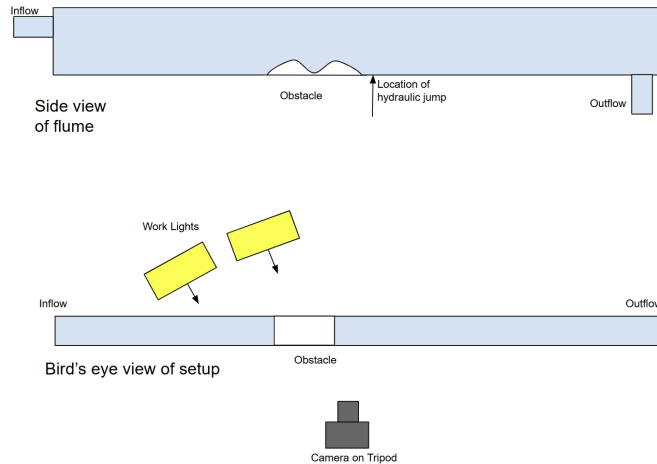 Inflow
Obstacle
Location of
hydraulic jump
Outflow
Side view
of flume
Work Lights
Inflow
Outflow
Obstacle
Bird's eye view of setup
Camera on Tripod